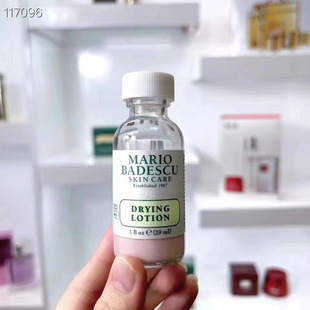 117096
MARIO
BADESCU
SKIN CARE
Established 1967
DRYING
LOTION
1 fl oz ℮ (29 ml)